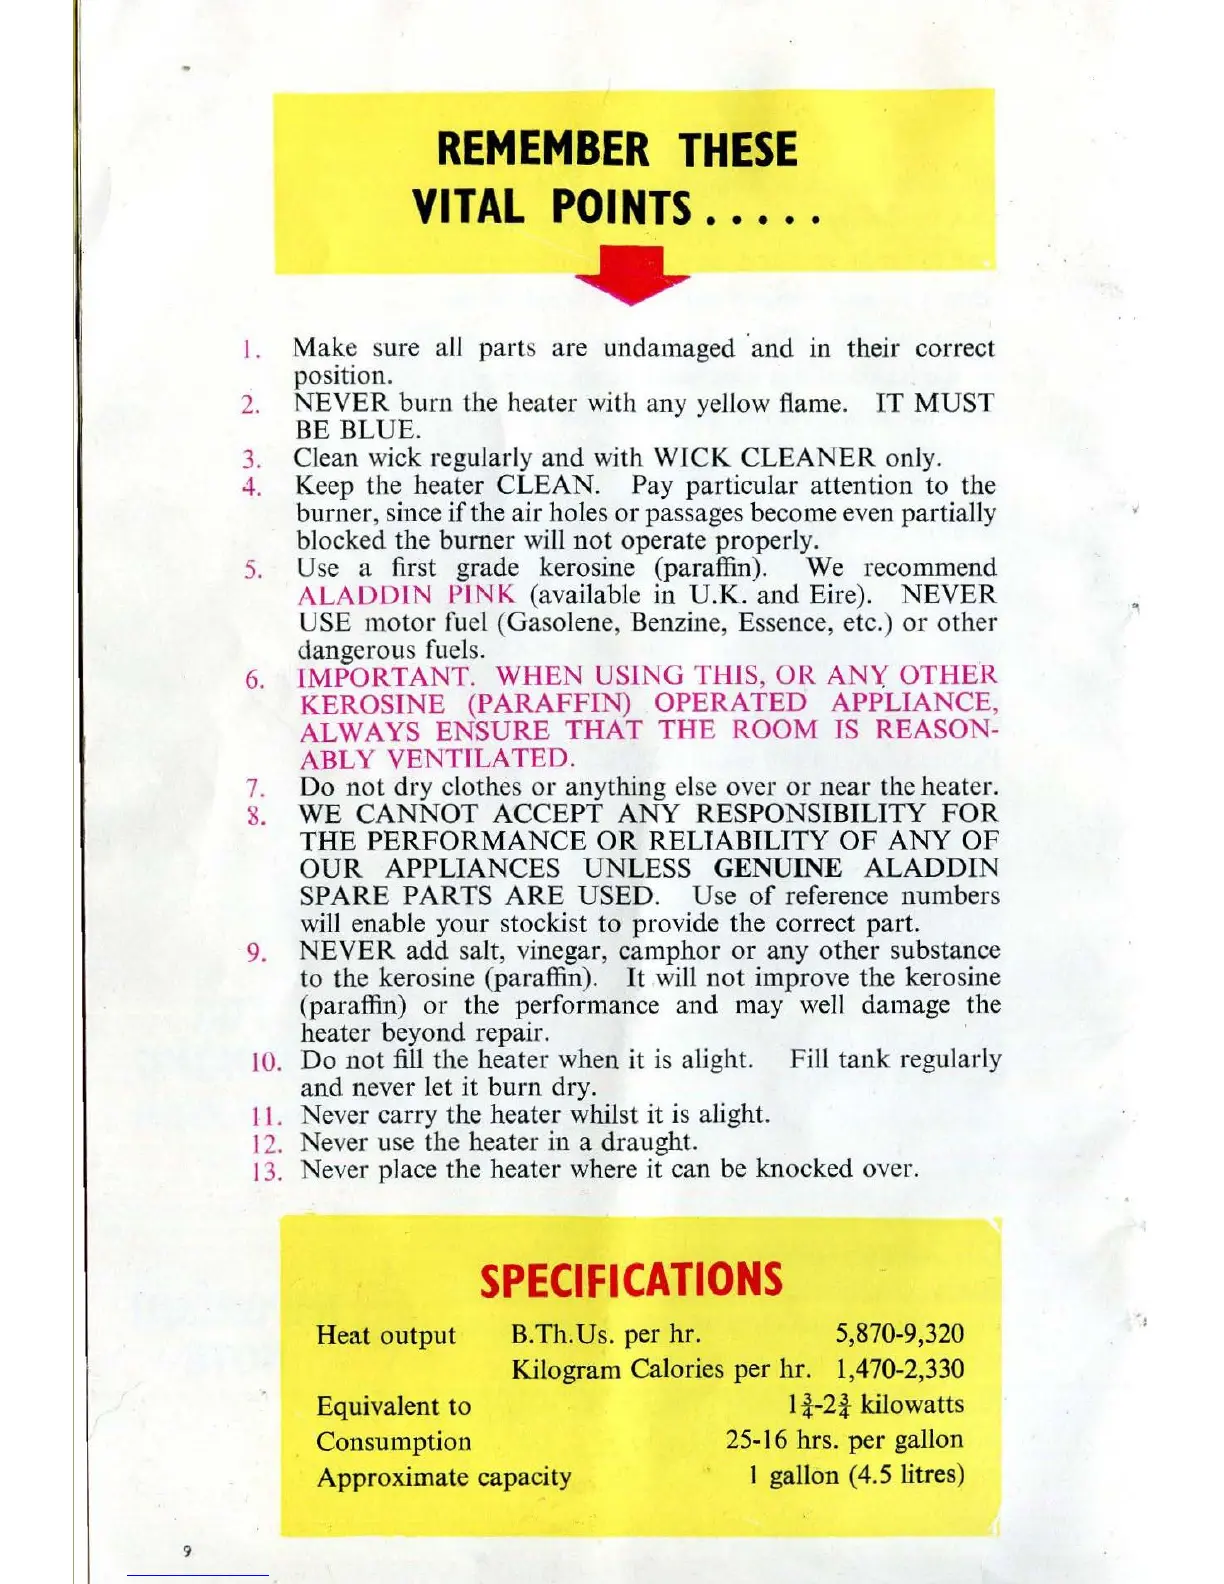 REMEMBER THESE
VITAL POINTS.....
1. Make sure all parts are undamaged and in their correct
position.
2. NEVER burn the heater with any yellow flame. IT MUST
BE BLUE.
3. Clean wick regularly and with WICK CLEANER only.
4. Keep the heater CLEAN. Pay particular attention to the
burner, since if the air holes or passages become even partially
blocked the burner will not operate properly.
5. Use a first grade kerosine (paraffin). We recommend
ALADDIN PINK (available in U.K. and Eire). NEVER
USE motor fuel (Gasolene, Benzine, Essence, etc.) or other
dangerous fuels.
6. IMPORTANT. WHEN USING THIS, OR ANY OTHER
KEROSINE (PARAFFIN) OPERATED APPLIANCE,
ALWAYS ENSURE THAT THE ROOM IS REASON-
ABLY VENTILATED.
7. Do not dry clothes or anything else over or near the heater.
8. WE CANNOT ACCEPT ANY RESPONSIBILITY FOR
THE PERFORMANCE OR RELIABILITY OF ANY OF
OUR APPLIANCES UNLESS GENUINE ALADDIN
SPARE PARTS ARE USED. Use of reference numbers
will enable your stockist to provide the correct part.
9. NEVER add salt, vinegar, camphor or any other substance
to the kerosine (paraffin). It will not improve the kerosine
(paraffin) or the performance and may well damage the
heater beyond repair.
10. Do not fill the heater when it is alight. Fill tank regularly
and never let it burn dry.
11. Never carry the heater whilst it is alight.
12. Never use the heater in a draught.
13. Never place the heater where it can be knocked over.
SPECIFICATIONS
Heat output B.Th.Us. per hr. 5,870-9,320
Kilogram Calories per hr. 1,470-2,330
Equivalent to 1¾-2¾ kilowatts
Consumption 25-16 hrs. per gallon
Approximate capacity 1 gallon (4.5 litres)
9